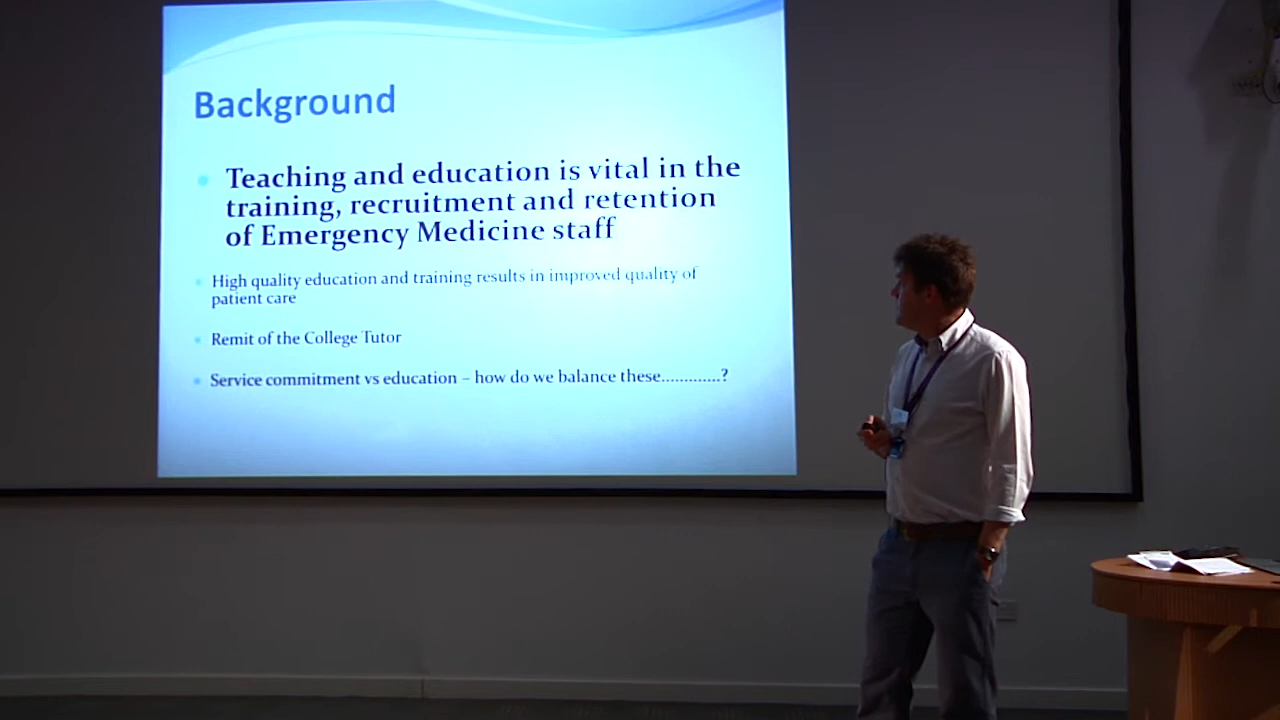 Background
Teaching and education is vital in the
training, recruitment and retention
of Emergency Medicine staff
High quality education and training results in improved quality of
patient care
Remit of the College Tutor
Service commitment vs education – how do we balance these.............?